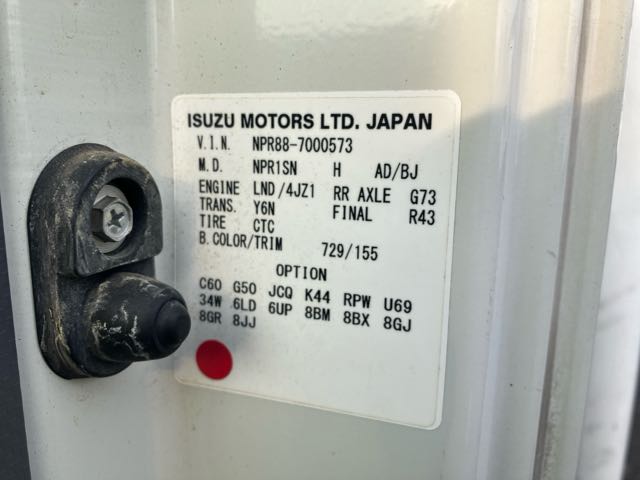 ISUZU MOTORS LTD. JAPAN
V.I.N. NPR88-7000573
M.D. NPR1SN H AD/BJ
ENGINE LND/4JZ1 RR AXLE G73
TRANS. Y6N FINAL R43
TIRE CTC
B.COLOR/TRIM 729/155
OPTION
C60 G50 JCQ K44 RPW U69
34W 6LD 6UP 8BM 8BX 8GJ
8GR 8JJ